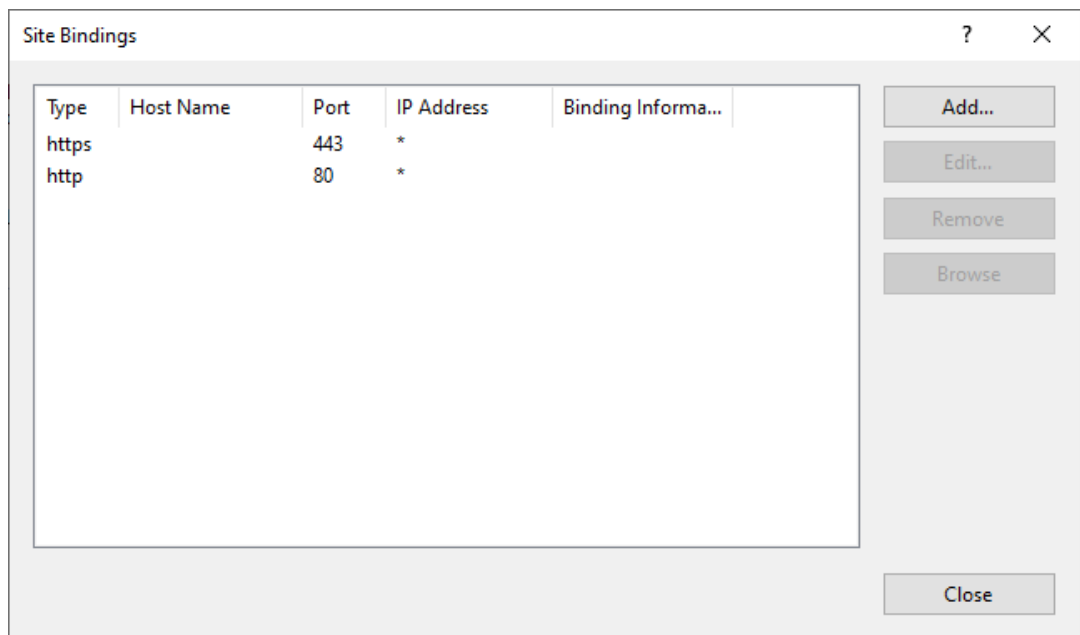 Site Bindings ?
Type Host Name Port IP Address Binding Informa...
https 443 *
http 80 *
Add...
Edit...
Remove
Browse
Close